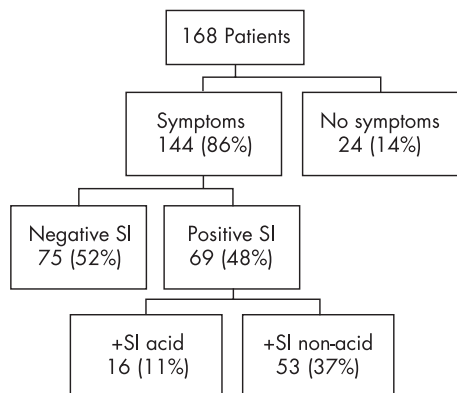 168 Patients
Symptoms
144 (86%)
No symptoms
24 (14%)
Negative SI
75 (52%)
Positive SI
69 (48%)
+SI acid
16 (11%)
+SI non-acid
53 (37%)